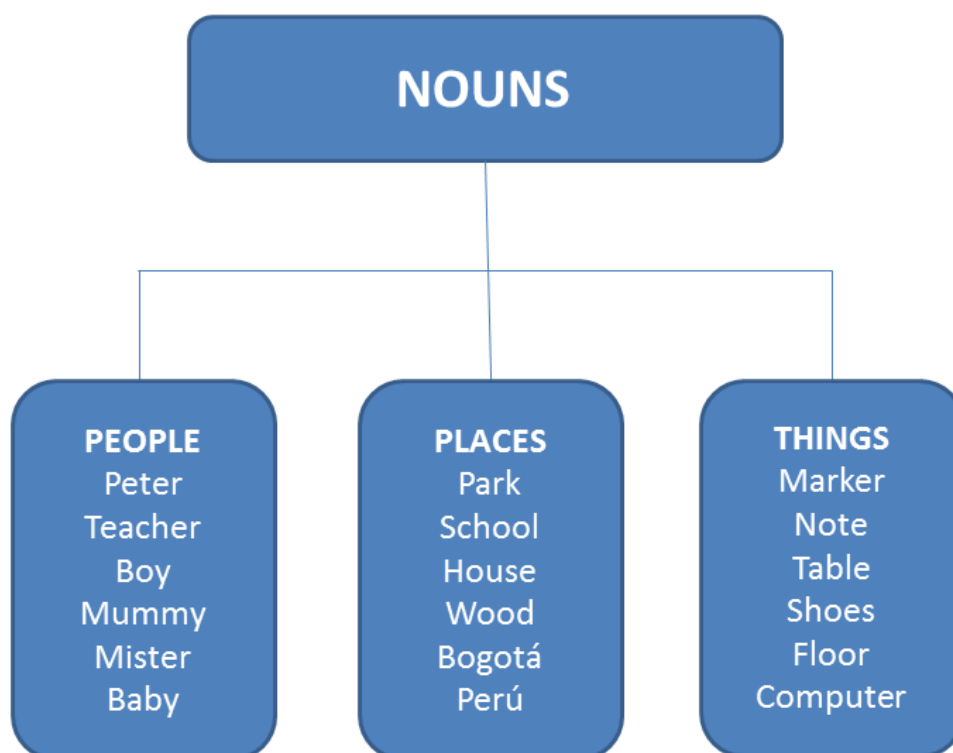 NOUNS
PEOPLE
Peter
Teacher
Boy
Mummy
Mister
Baby
PLACES
Park
School
House
Wood
Bogotá
Perú
THINGS
Marker
Note
Table
Shoes
Floor
Computer